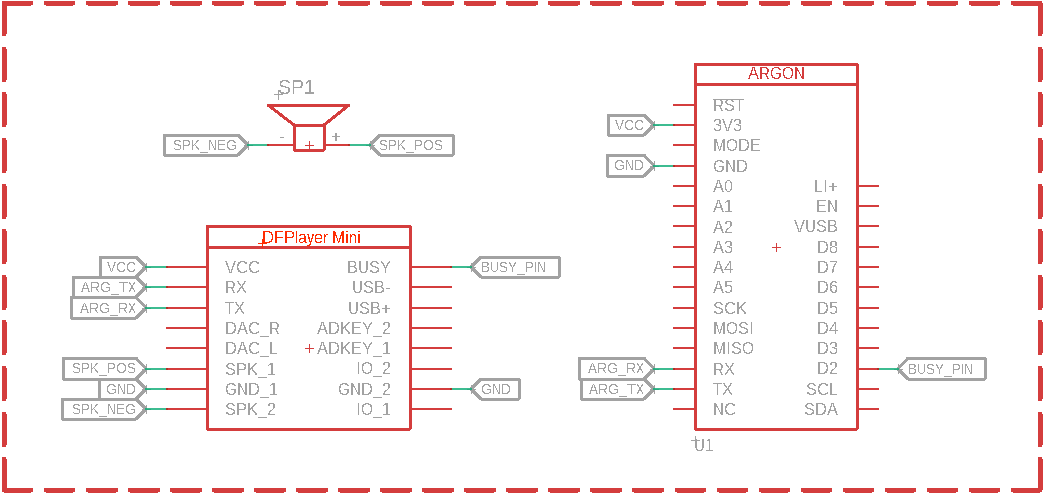 SP1
SPK_NEG
-
+
SPK_POS
DFPlayer Mini
VCC
ARG_TX
ARG_RX
SPK_POS
GND
SPK_NEG
VCC
RX
TX
DAC_R
DAC_L
SPK_1
GND_1
SPK_2
BUSY
USB-
USB+
ADKEY_2
ADKEY_1
IO_2
GND_2
IO_1
BUSY_PIN
GND
ARGON
VCC
GND
ARG_RX
ARG_TX
RST
3V3
MODE
GND
A0
A1
A2
A3
A4
A5
SCK
MOSI
MISO
RX
TX
NC
LI+
EN
VUSB
D8
D7
D6
D5
D4
D3
D2
SCL
SDA
BUSY_PIN
U1